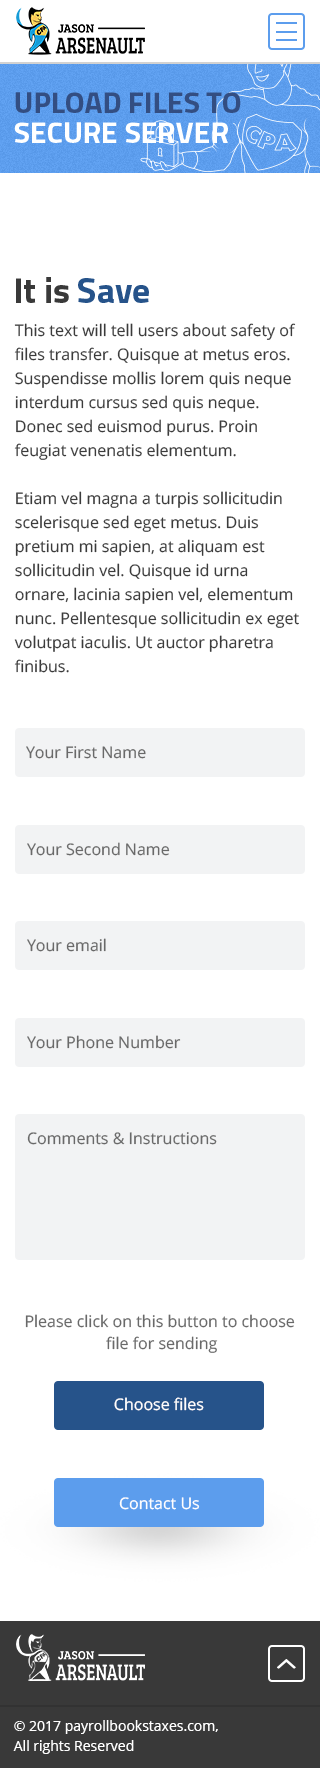 JASON
ARSENAULT
UPLOAD FILES TO
SECURE SERVER
CPA
It is Save
This text will tell users about safety of
files transfer. Quisque at metus eros.
Suspendisse mollis lorem quis neque
interdum cursus sed quis neque.
Donec sed euismod purus. Proin
feugiat venenatis elementum.
Etiam vel magna a turpis sollicitudin
scelerisque sed eget metus. Duis
pretium mi sapien, at aliquam est
sollicitudin vel. Quisque id urna
ornare, lacinia sapien vel, elementum
nunc. Pellentesque sollicitudin ex eget
volutpat iaculis. Ut auctor pharetra
finibus.
Your First Name
Your Second Name
Your email
Your Phone Number
Comments & Instructions
Please click on this button to choose
file for sending
Choose files
Contact Us
JASON
ARSENAULT
© 2017 payrollbookstaxes.com,
All rights Reserved